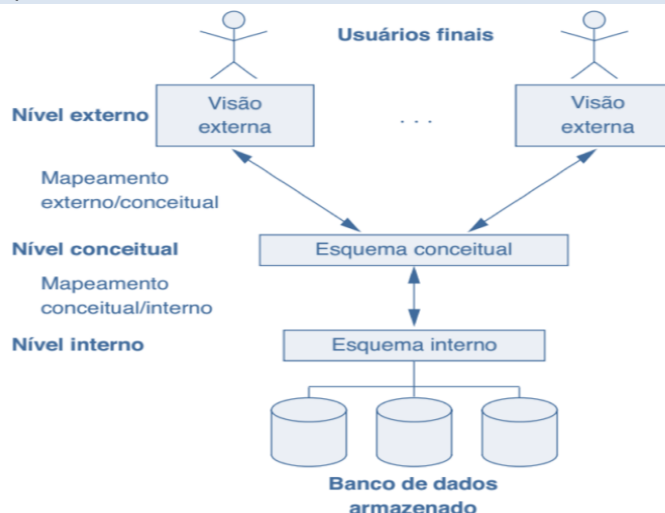 Usuários finais
Nível externo
Visão
externa
. . .
Visão
externa
Mapeamento
externo/conceitual
Nível conceitual
Esquema conceitual
Mapeamento
conceitual/interno
Nível interno
Esquema interno
Banco de dados
armazenado